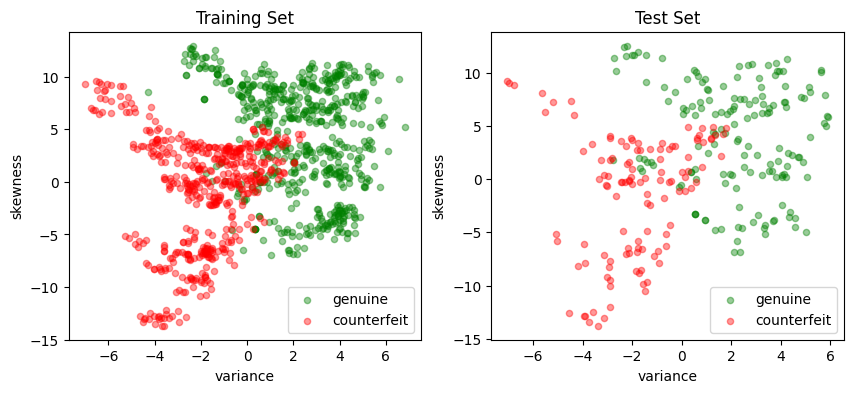 Training Set
Test Set
skewness
10
5
0
−5
−10
−15
−6
−4
−2
0
2
4
6
variance
genuine
counterfeit
skewness
10
5
0
−5
−10
−15
−6
−4
−2
0
2
4
6
variance
genuine
counterfeit